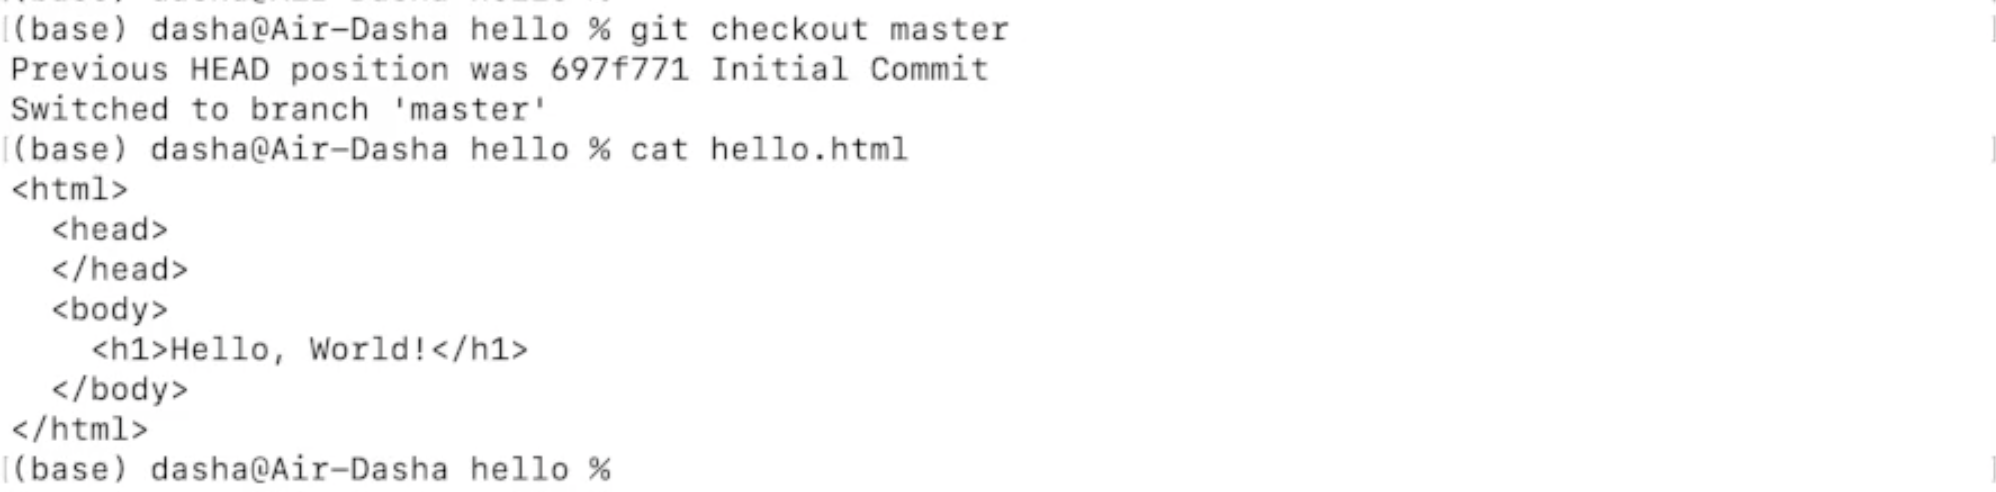 [(base) dasha@Air-Dasha hello % git checkout master ]
Previous HEAD position was 697f771 Initial Commit
Switched to branch 'master'
[(base) dasha@Air-Dasha hello % cat hello.html ]
<html>
  <head>
  </head>
  <body>
    <h1>Hello, World!</h1>
  </body>
</html>
[(base) dasha@Air-Dasha hello % ]